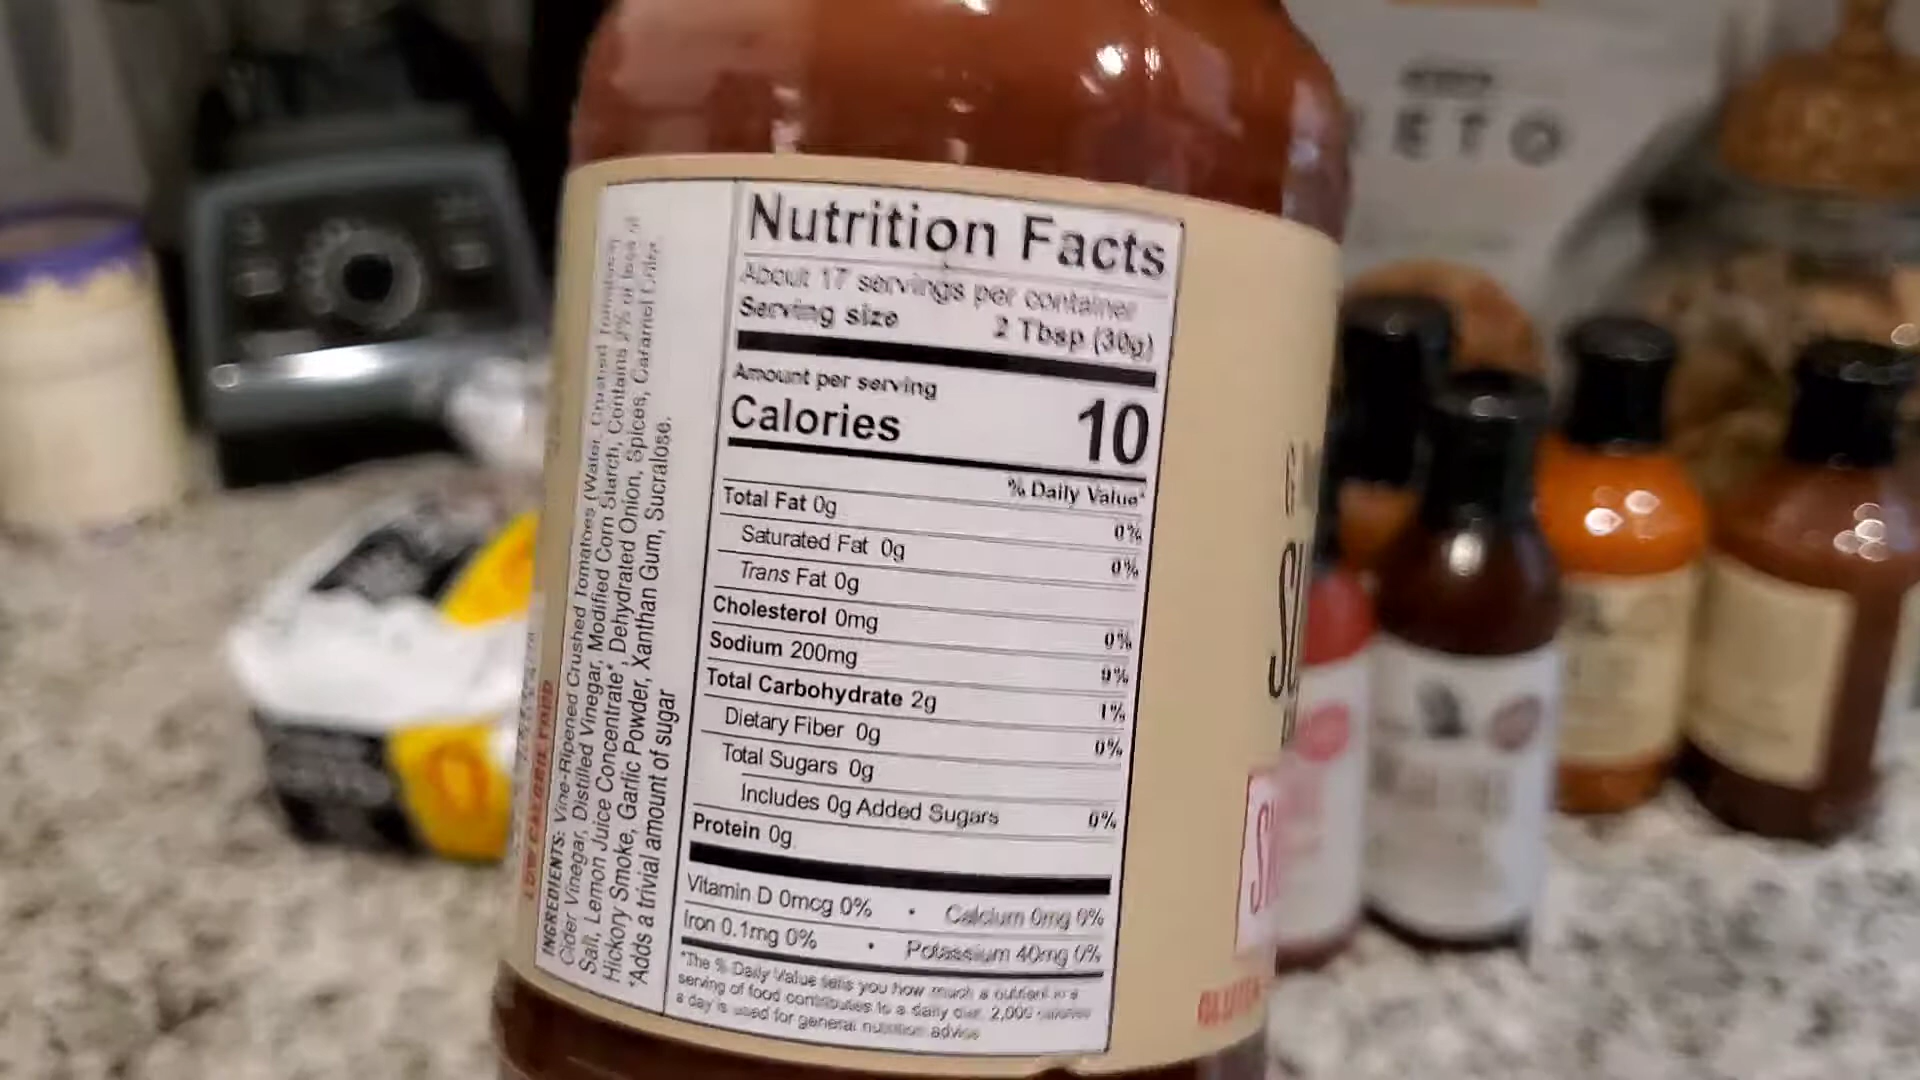 KETO
Nutrition Facts
About 17 servings per container
Serving size 2 Tbsp (30g)
Amount per serving
Calories 10
% Daily Value*
Total Fat 0g 0%
Saturated Fat 0g 0%
Trans Fat 0g
Cholesterol 0mg 0%
Sodium 200mg 9%
Total Carbohydrate 2g 1%
Dietary Fiber 0g 0%
Total Sugars 0g
Includes 0g Added Sugars 0%
Protein 0g
Vitamin D 0mcg 0% • Calcium 0mg 0%
Iron 0.1mg 0% • Potassium 40mg 0%
*The % Daily Value tells you how much a nutrient in a
serving of food contributes to a daily diet. 2,000 calories
a day is used for general nutrition advice
LOW CALORIE FOOD
INGREDIENTS: Vine-Ripened Crushed Tomatoes (Water, Crushed Tomatoes),
Cider Vinegar, Distilled Vinegar, Modified Corn Starch, Contains 2% or less of
Salt, Lemon Juice Concentrate*, Dehydrated Onion, Spices, Caramel Color,
Hickory Smoke, Garlic Powder, Xanthan Gum, Sucralose.
*Adds a trivial amount of sugar